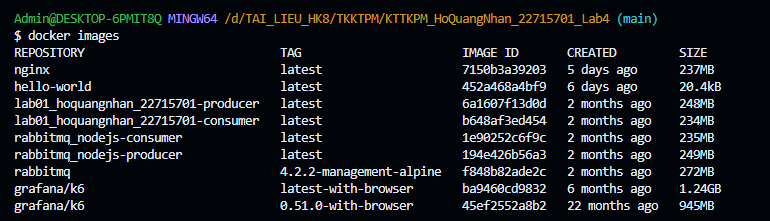 Admin@DESKTOP-6PMIT8Q MINGW64 /d/TAI_LIEU_HK8/TKKTPM/KTTKPM_HoQuangNhan_22715701_Lab4 (main)
$ docker images
REPOSITORY TAG IMAGE ID CREATED SIZE
nginx latest 7150b3a39203 5 days ago 237MB
hello-world latest 452a468a4bf9 6 days ago 20.4kB
lab01_hoquangnhan_22715701-producer latest 6a1607f13d0d 2 months ago 248MB
lab01_hoquangnhan_22715701-consumer latest b648af3ed454 2 months ago 234MB
rabbitmq_nodejs-consumer latest 1e90252c6f9c 2 months ago 235MB
rabbitmq_nodejs-producer latest 194e426b56a3 2 months ago 249MB
rabbitmq 4.2.2-management-alpine f848b82ade2c 2 months ago 272MB
grafana/k6 latest-with-browser ba9460cd9832 6 months ago 1.24GB
grafana/k6 0.51.0-with-browser 45ef2552a8b2 22 months ago 945MB